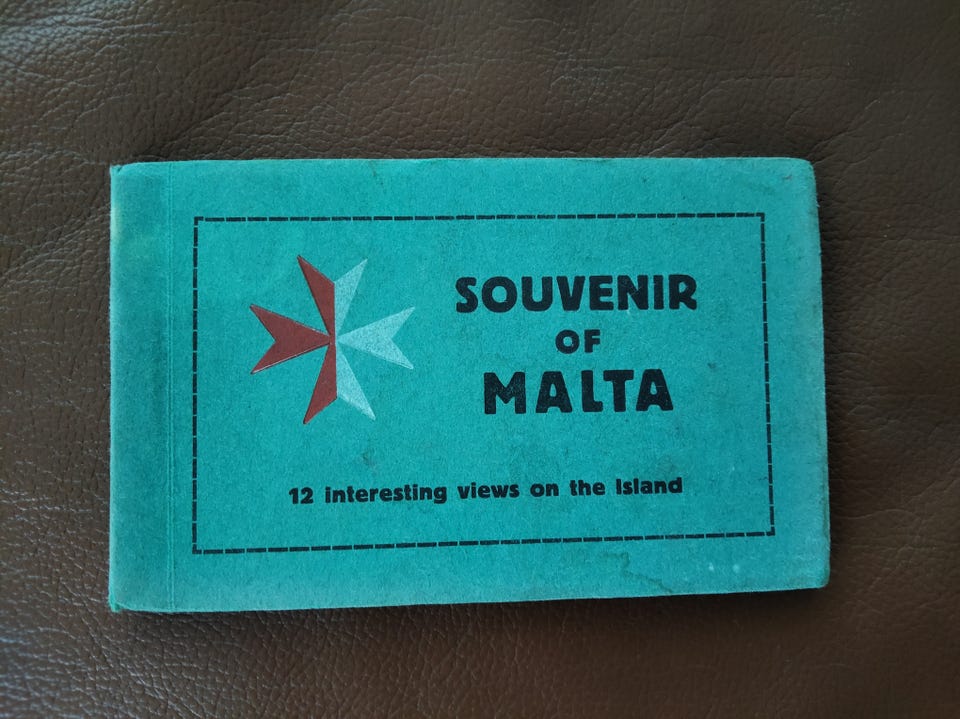 SOUVENIR
OF
MALTA
12 interesting views on the Island